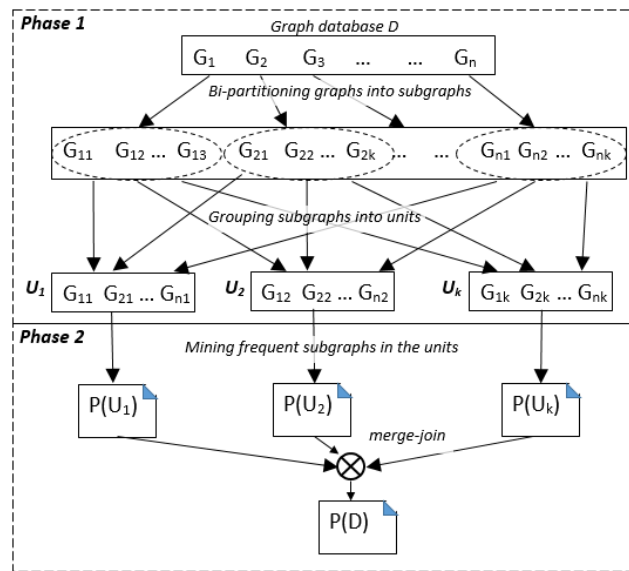 Phase 1
Graph database D
G1 G2 G3 ... ... Gn
Bi-partitioning graphs into subgraphs
G11 G12 ... G13 G21 G22 ... G2k ... ... Gn1 Gn2 ... Gnk
Grouping subgraphs into units
U1 G11 G21 ... Gn1 U2 G12 G22 ... Gn2 Uk G1k G2k ... Gnk
Phase 2
Mining frequent subgraphs in the units
P(U1) P(U2) P(Uk)
merge-join
P(D)